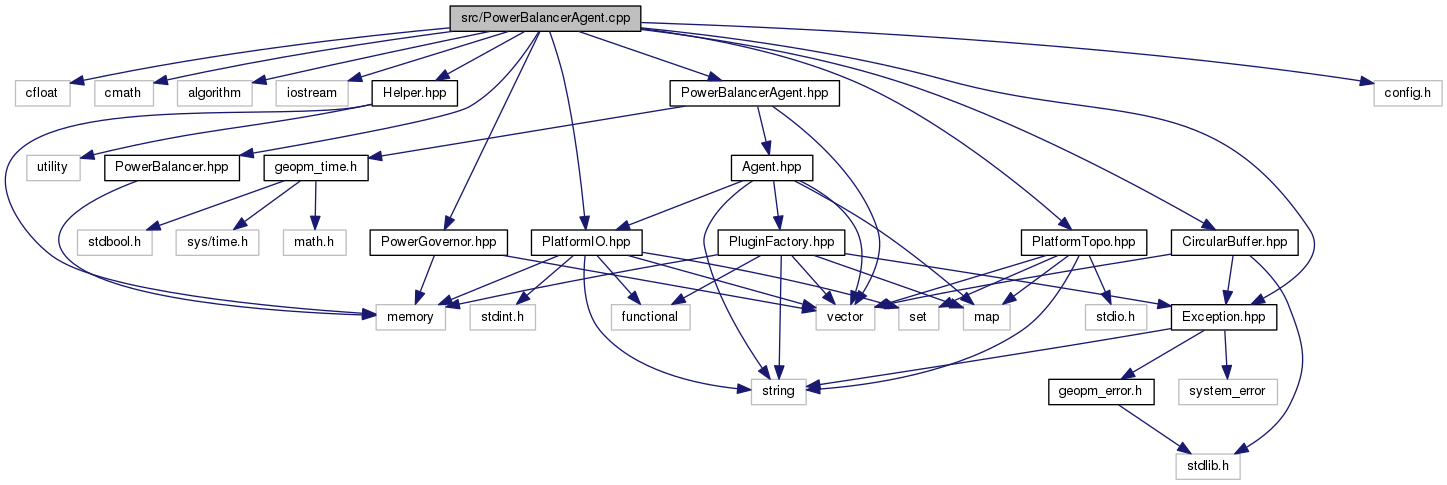 src/PowerBalancerAgent.cpp
cfloat
cmath
algorithm
iostream
Helper.hpp
PowerBalancerAgent.hpp
config.h
utility
PowerBalancer.hpp
geopm_time.h
Agent.hpp
stdbool.h
sys/time.h
math.h
PowerGovernor.hpp
PlatformIO.hpp
PluginFactory.hpp
PlatformTopo.hpp
CircularBuffer.hpp
memory
stdint.h
functional
vector
set
map
stdio.h
Exception.hpp
string
geopm_error.h
system_error
stdlib.h